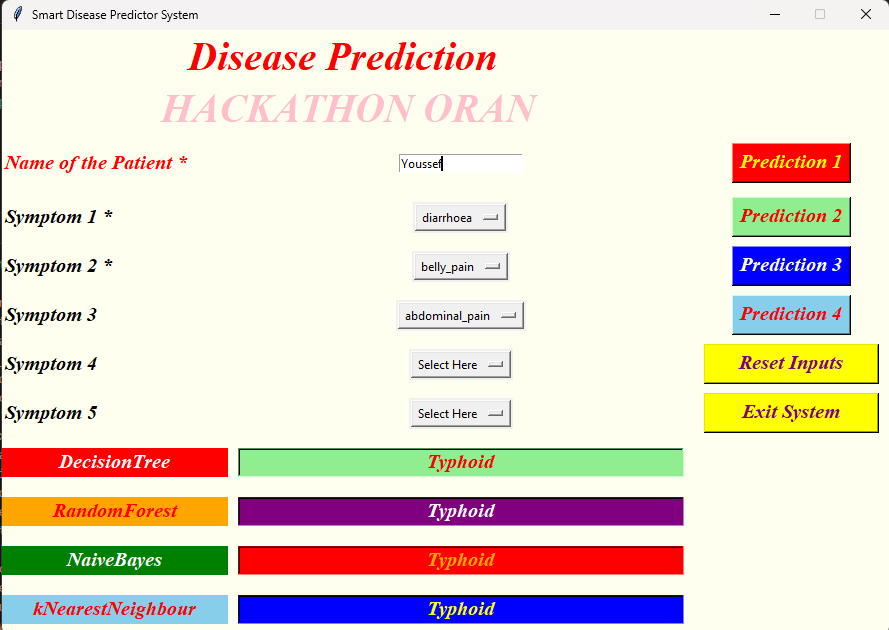 Smart Disease Predictor System
Disease Prediction
HACKATHON ORAN
Name of the Patient * Youssef Prediction 1
Symptom 1 * diarrhoea Prediction 2
Symptom 2 * belly_pain Prediction 3
Symptom 3 abdominal_pain Prediction 4
Symptom 4 Select Here Reset Inputs
Symptom 5 Select Here Exit System
DecisionTree Typhoid
RandomForest Typhoid
NaiveBayes Typhoid
kNearestNeighbour Typhoid